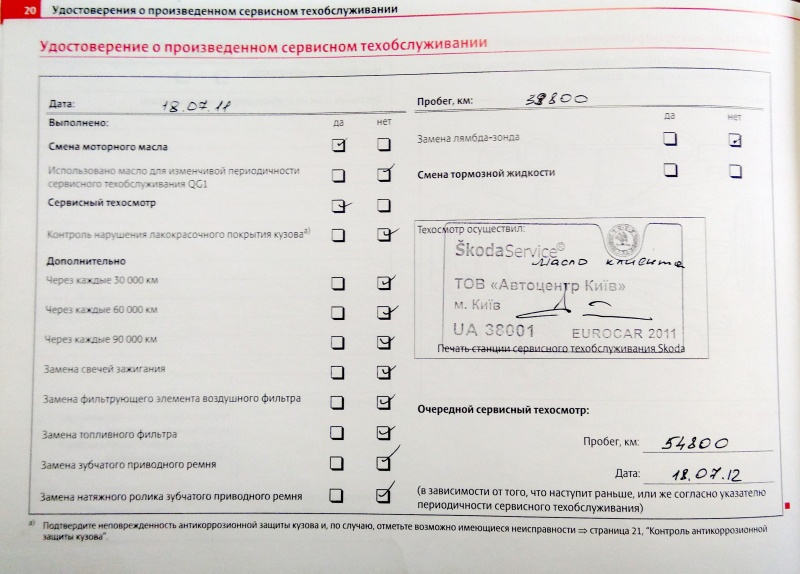 20 Удостоверения о произведенном сервисном техобслуживании
Удостоверение о произведенном сервисном техобслуживании
Дата: 18.07.11
Пробег, км: 39800
Выполнено:
да нет
да нет
Смена моторного масла
Использовано масло для изменчивой периодичности
сервисного техобслуживания QG1
Сервисный техосмотр
Контроль нарушения лакокрасочного покрытия кузова а)
Дополнительно
Через каждые 30 000 км
Через каждые 60 000 км
Через каждые 90 000 км
Замена свечей зажигания
Замена фильтрующего элемента воздушного фильтра
Замена топливного фильтра
Замена зубчатого приводного ремня
Замена натяжного ролика зубчатого приводного ремня
Замена лямбда-зонда
Смена тормозной жидкости
Техосмотр осуществил:
ŠkodaService®
масло клиента
ТОВ «Автоцентр Київ»
м. Київ
UA 38001 EUROCAR 2011
Печать станции сервисного техобслуживания Skoda
Очередной сервисный техосмотр:
Пробег, км: 54800
Дата: 18.07.12
(в зависимости от того, что наступит раньше, или же согласно указателю
периодичности сервисного техобслуживания)
а) Подтвердите неповрежденность антикоррозионной защиты кузова и, по случаю, отметьте возможно имеющиеся неисправности ⇒ страница 21, "Контроль антикоррозионной
защиты кузова".